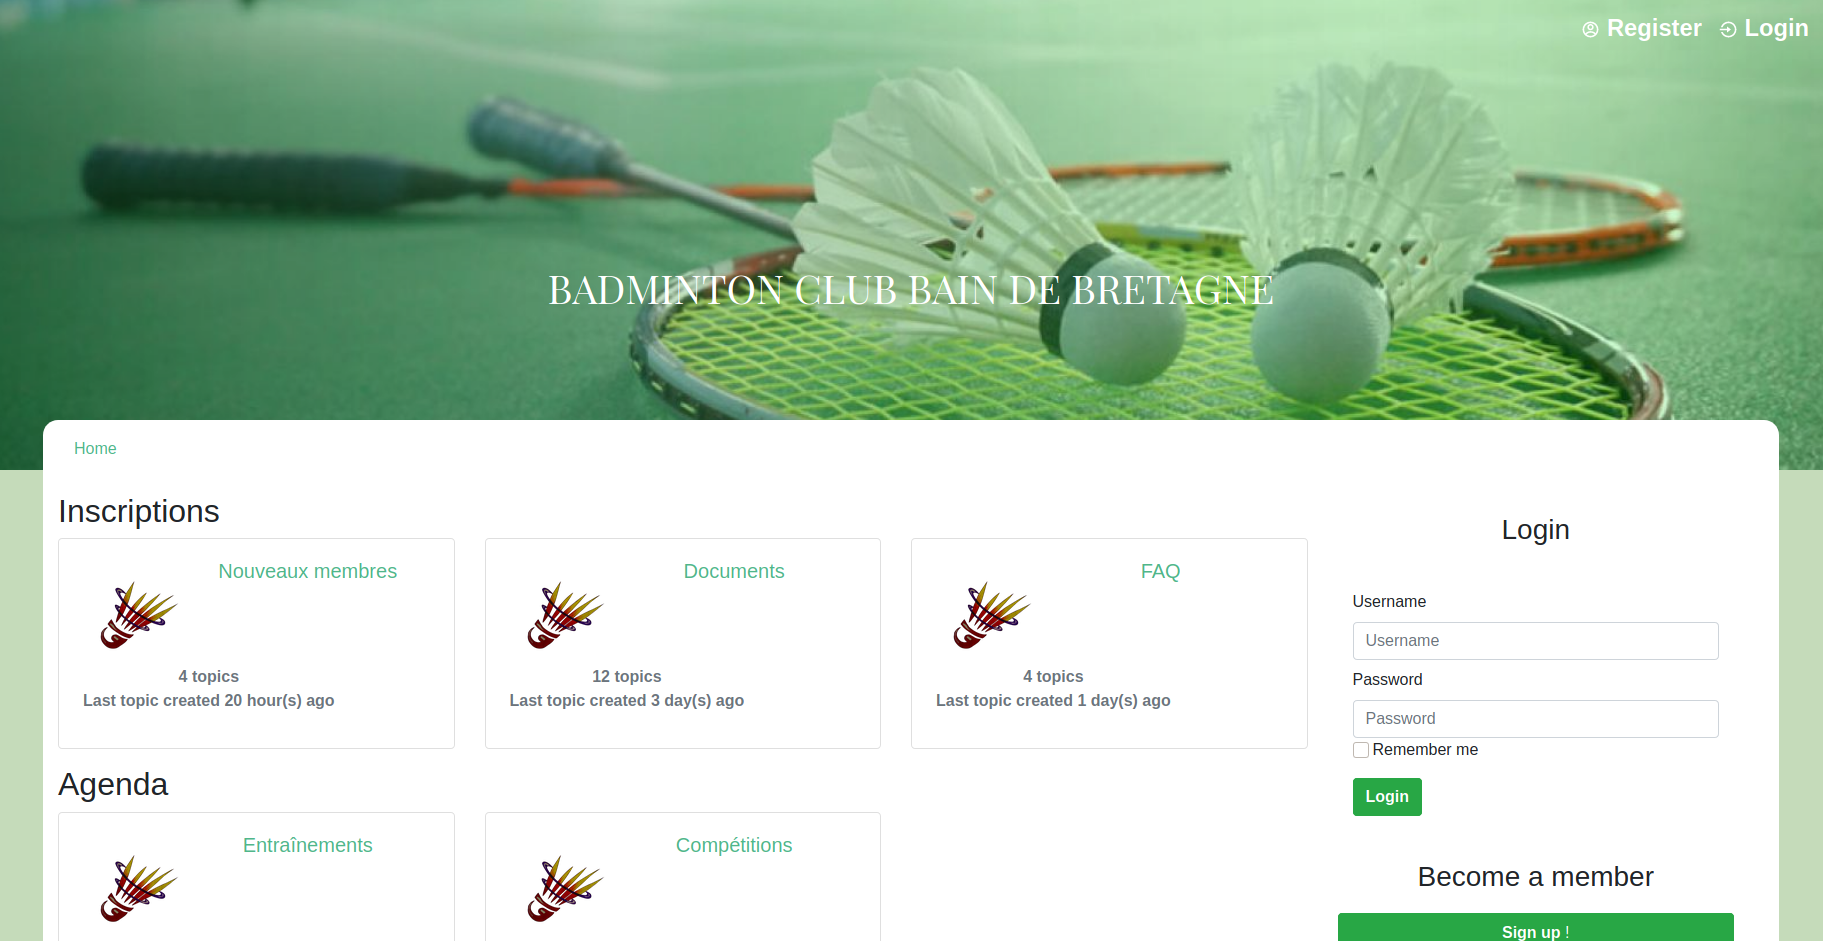 Register Login
BADMINTON CLUB BAIN DE BRETAGNE
Home
Inscriptions
Nouveaux membres
4 topics
Last topic created 20 hour(s) ago
Documents
12 topics
Last topic created 3 day(s) ago
FAQ
4 topics
Last topic created 1 day(s) ago
Agenda
Entraînements
Compétitions
Login
Username
Username
Password
Password
Remember me
Login
Become a member
Sign up !